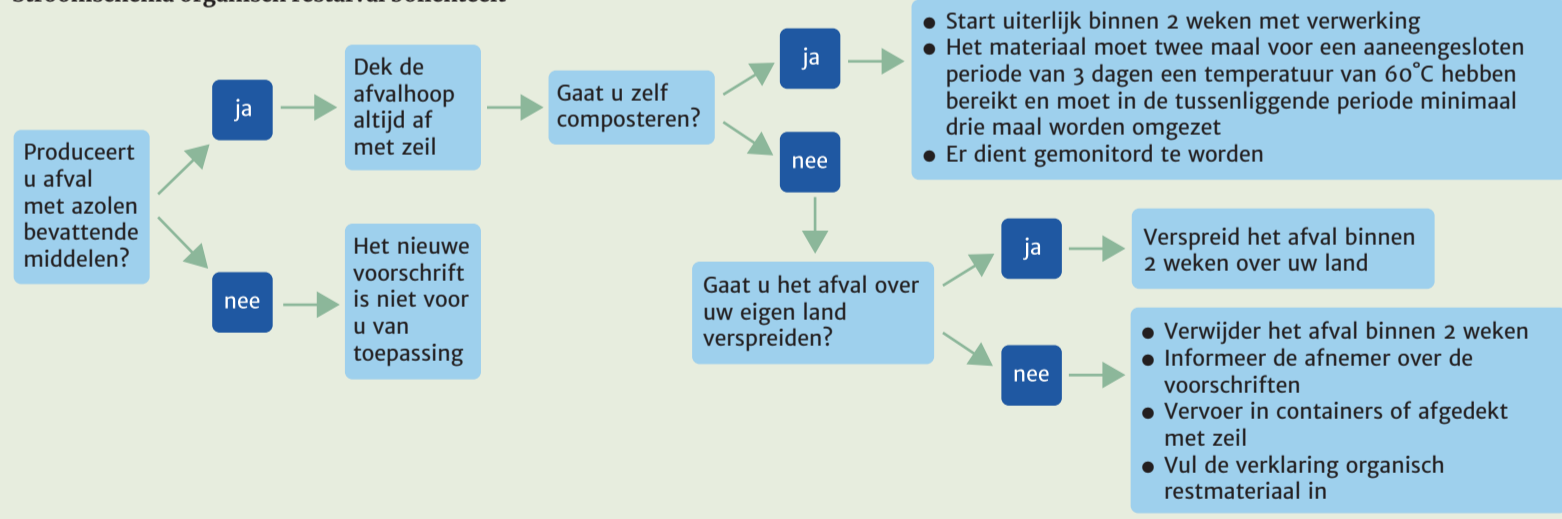 Produceert
u afval
met azolen
bevattende
middelen?
ja
Dek de
afvalhoop
altijd af
met zeil
nee
Het nieuwe
voorschrift
is niet voor
u van
toepassing
Gaat u zelf
composteren?
ja
● Start uiterlijk binnen 2 weken met verwerking
● Het materiaal moet twee maal voor een aaneengesloten
periode van 3 dagen een temperatuur van 60°C hebben
bereikt en moet in de tussenliggende periode minimaal
drie maal worden omgezet
● Er dient gemonitord te worden
nee
Gaat u het afval over
uw eigen land
verspreiden?
ja
Verspreid het afval binnen
2 weken over uw land
nee
● Verwijder het afval binnen 2 weken
● Informeer de afnemer over de
voorschriften
● Vervoer in containers of afgedekt
met zeil
● Vul de verklaring organisch
restmateriaal in